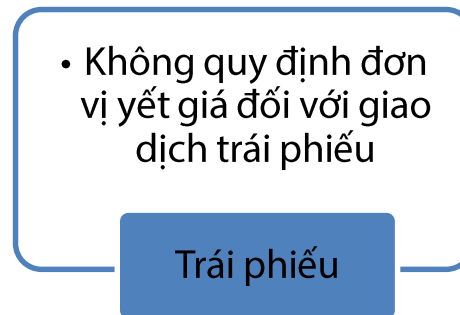 • Không quy định đơn
vị yết giá đối với giao
dịch trái phiếu
Trái phiếu